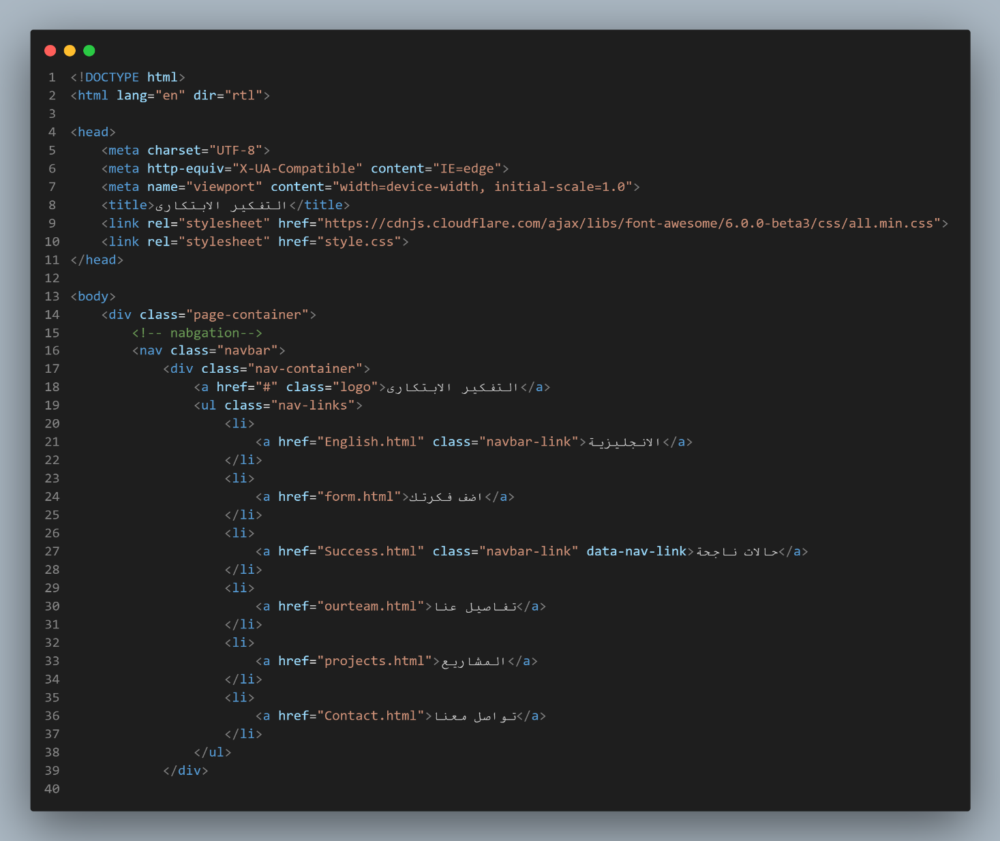 1 <!DOCTYPE html>
2 <html lang="en" dir="rtl">
3
4 <head>
5     <meta charset="UTF-8">
6     <meta http-equiv="X-UA-Compatible" content="IE=edge">
7     <meta name="viewport" content="width=device-width, initial-scale=1.0">
8     <title>التفكير الابتكارى</title>
9     <link rel="stylesheet" href="https://cdnjs.cloudflare.com/ajax/libs/font-awesome/6.0.0-beta3/css/all.min.css">
10     <link rel="stylesheet" href="style.css">
11 </head>
12
13 <body>
14     <div class="page-container">
15         <!-- nabgation-->
16         <nav class="navbar">
17             <div class="nav-container">
18                 <a href="#" class="logo">التفكير الابتكارى</a>
19                 <ul class="nav-links">
20                     <li>
21                         <a href="English.html" class="navbar-link">الانجليزية</a>
22                     </li>
23                     <li>
24                         <a href="form.html">اضف فكرتك</a>
25                     </li>
26                     <li>
27                         <a href="Success.html" class="navbar-link" data-nav-link>حالات ناجحة</a>
28                     </li>
29                     <li>
30                         <a href="ourteam.html">تفاصيل عنا</a>
31                     </li>
32                     <li>
33                         <a href="projects.html">المشاريع</a>
34                     </li>
35                     <li>
36                         <a href="Contact.html">تواصل معنا</a>
37                     </li>
38                 </ul>
39             </div>
40